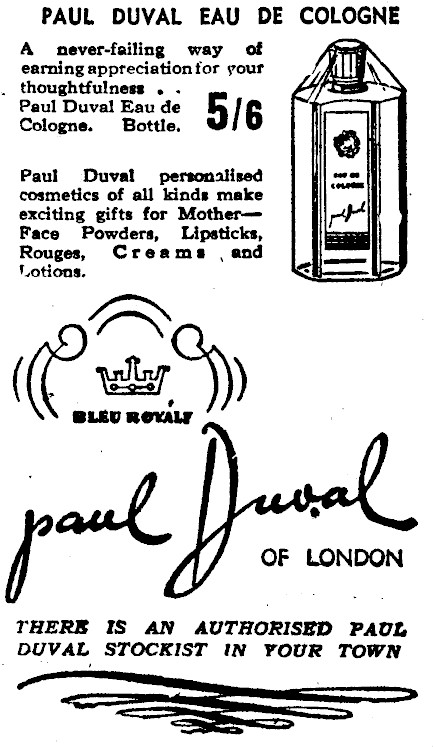 PAUL DUVAL EAU DE COLOGNE
A never-failing way of
earning appreciation for your
thoughtfulness . .
Paul Duval Eau de
Cologne. Bottle.
5/6
EAU DE
COLOGNE
paul Duval
Paul Duval personalised
cosmetics of all kinds make
exciting gifts for Mother—
Face Powders, Lipsticks,
Rouges, Creams and
Lotions.
BLEU ROYALE
paul Duval
OF LONDON
THERE IS AN AUTHORISED PAUL
DUVAL STOCKIST IN YOUR TOWN